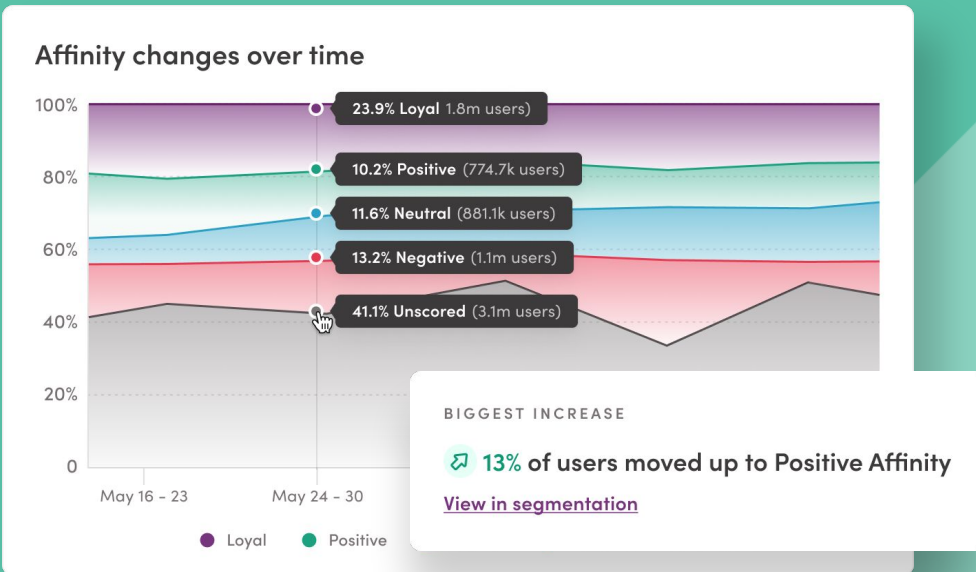 Affinity changes over time
100%
23.9% Loyal 1.8m users)
80%
10.2% Positive (774.7k users)
11.6% Neutral (881.1k users)
60%
13.2% Negative (1.1m users)
40%
41.1% Unscored (3.1m users)
20%
0
May 16 - 23
May 24 - 30
Loyal
Positive
BIGGEST INCREASE
13% of users moved up to Positive Affinity
View in segmentation